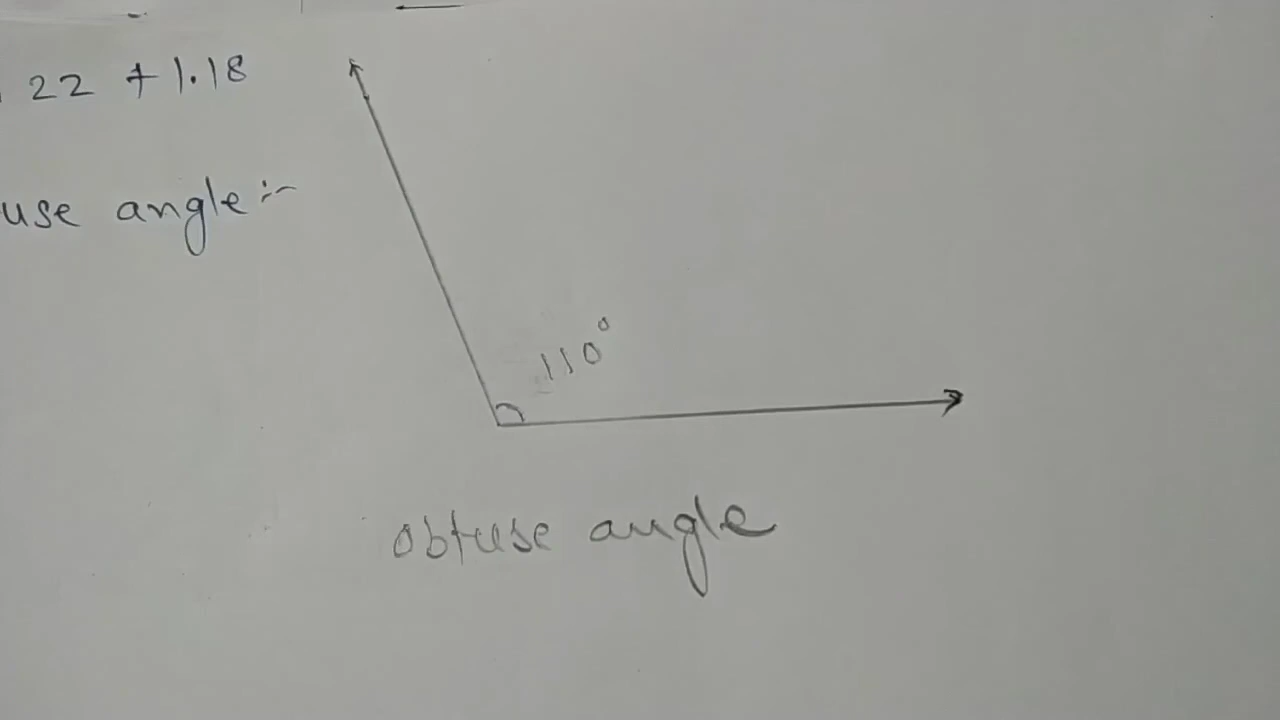 22 + 1.18
use angle :-
110°
obtuse angle